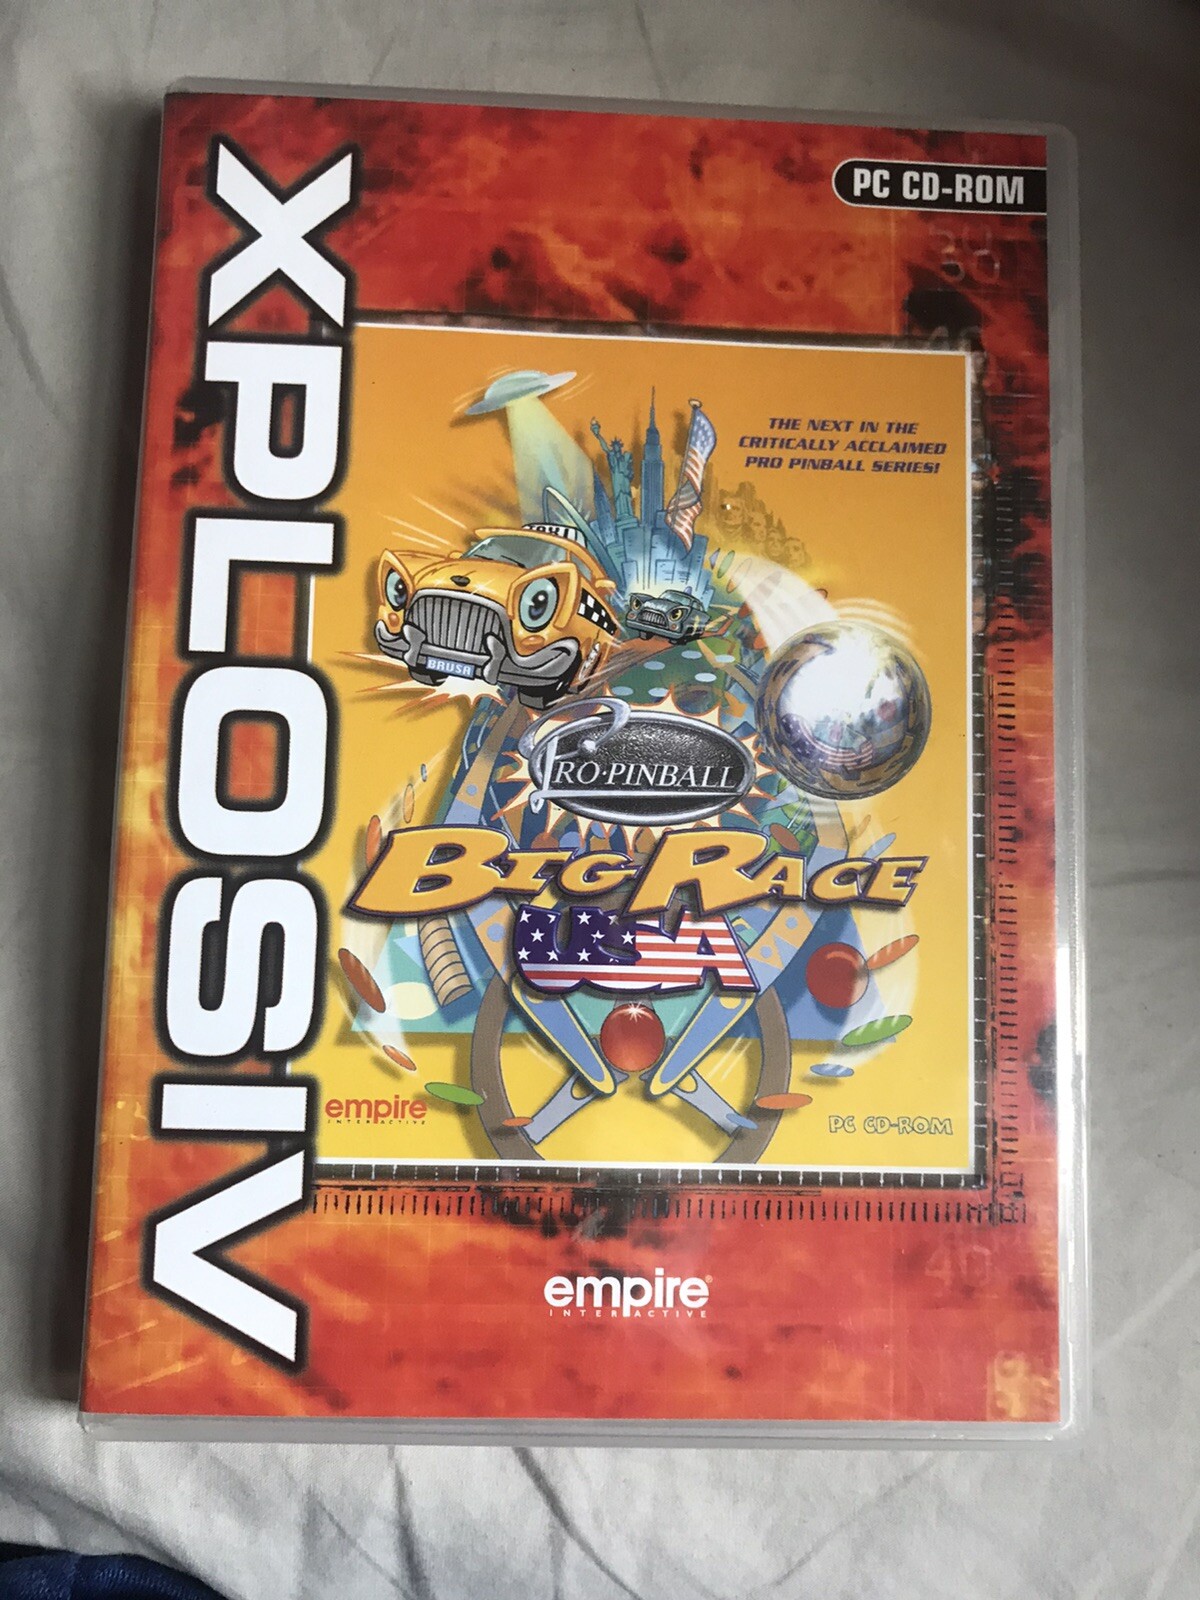 XPLOSIV
PC CD-ROM
THE NEXT IN THE
CRITICALLY ACCLAIMED
PRO PINBALL SERIES!
TAXI
BRUSA
PRO·PINBALL
BIG RACE
USA
empire
INTERACTIVE
PC CD-ROM
empire
INTERACTIVE